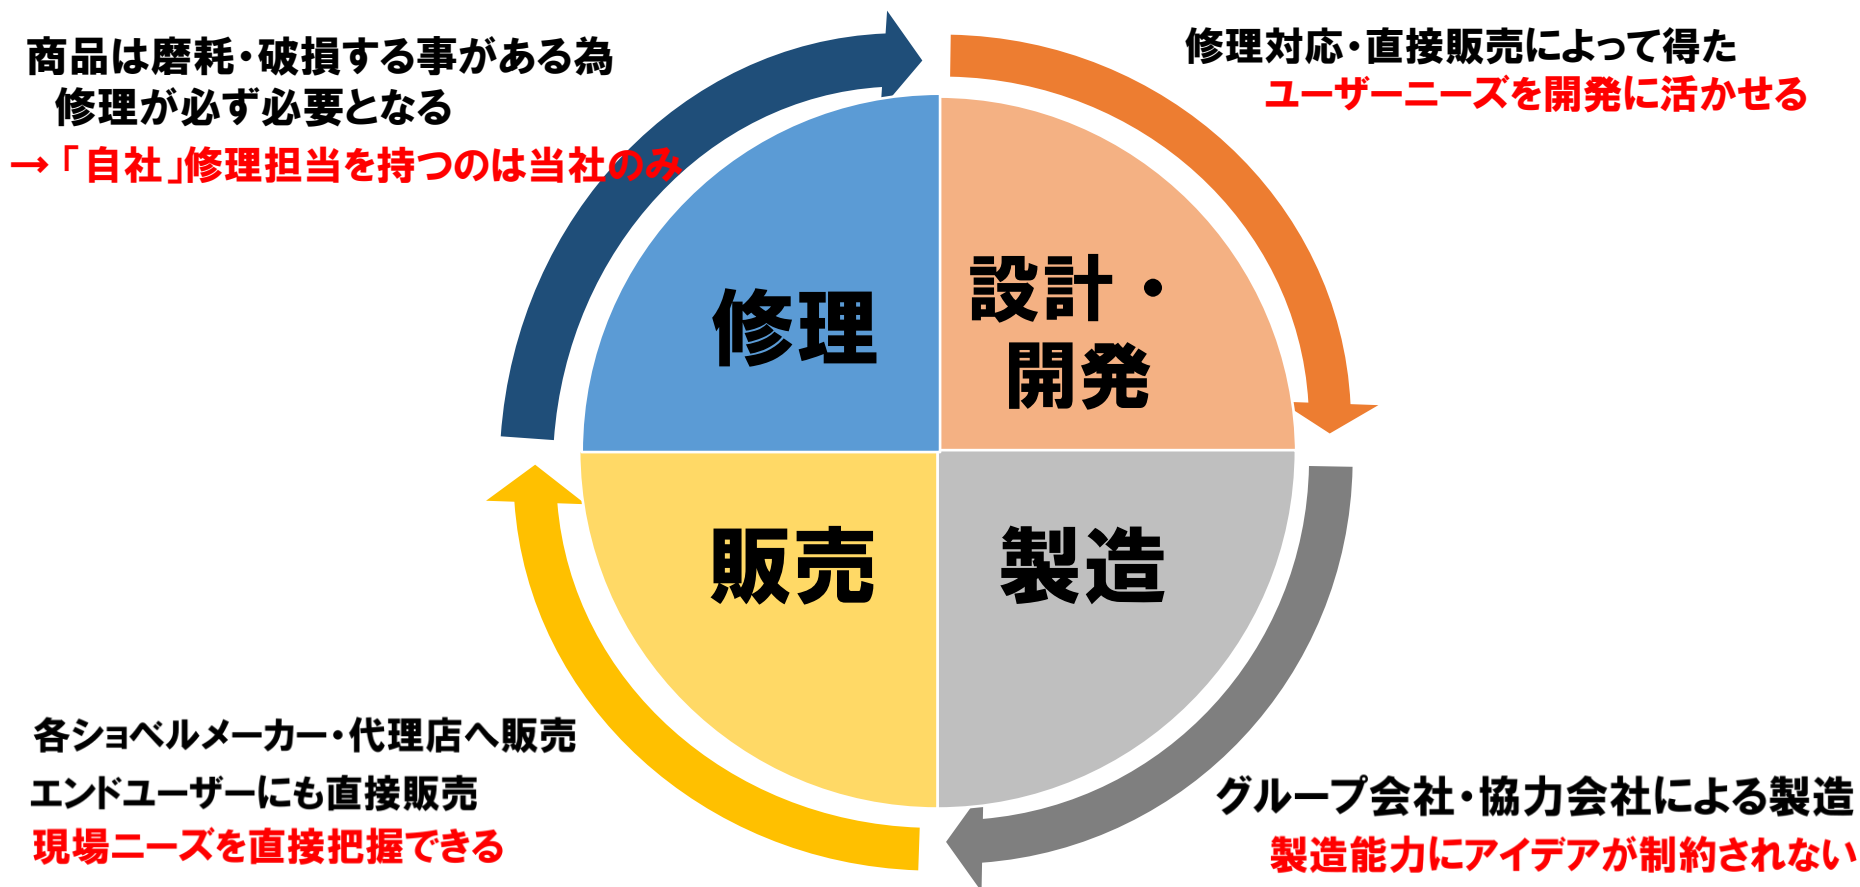 商品は磨耗・破損する事がある為
修理が必ず必要となる
→「自社」修理担当を持つのは当社のみ
修理対応・直接販売によって得た
ユーザーニーズを開発に活かせる
修理
設計・
開発
販売
製造
各ショベルメーカー・代理店へ販売
エンドユーザーにも直接販売
現場ニーズを直接把握できる
グループ会社・協力会社による製造
製造能力にアイデアが制約されない